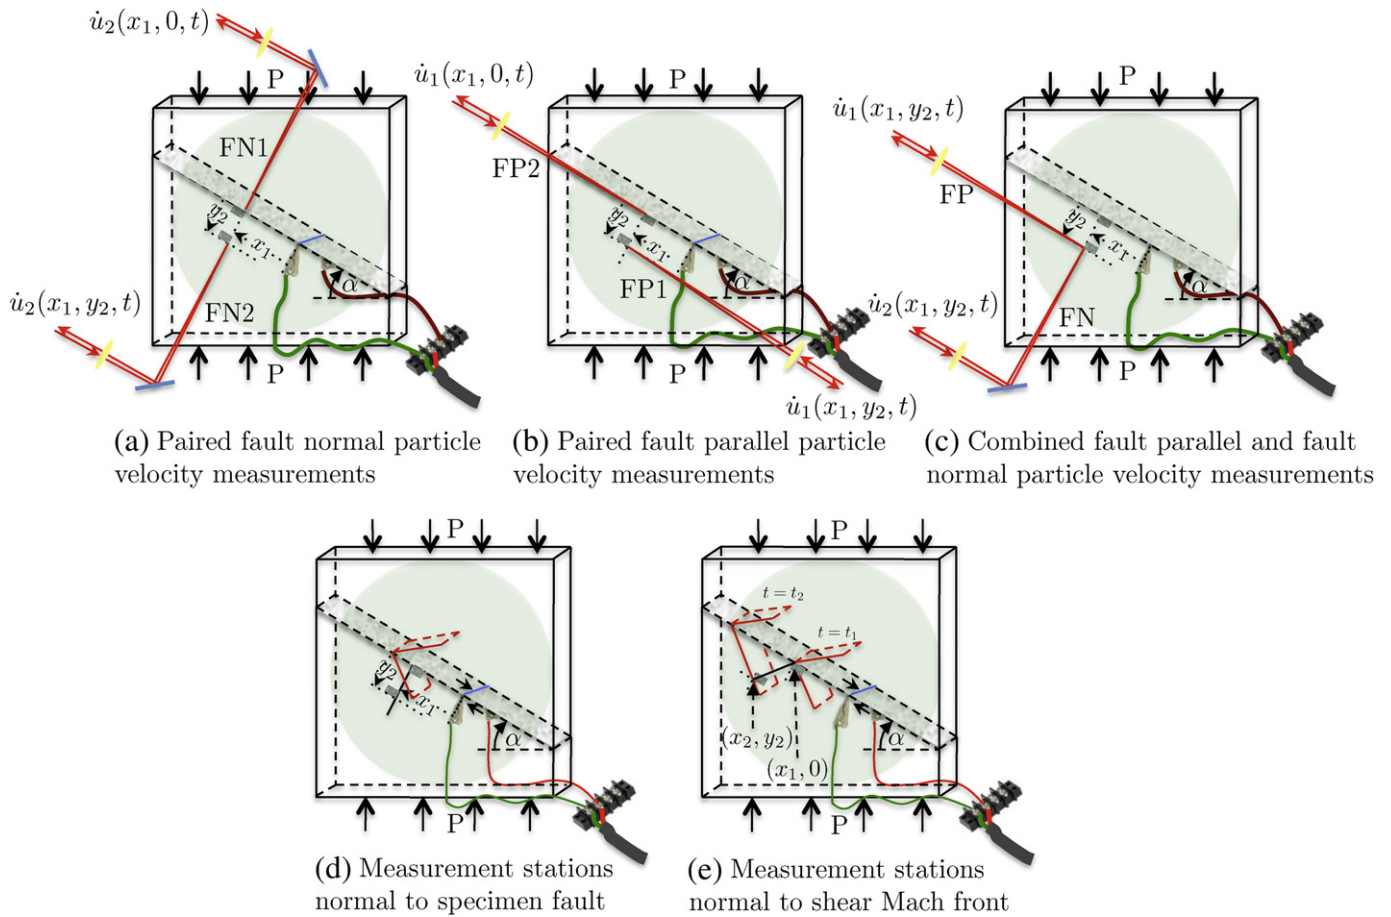 u̇₂(x₁, 0, t)
P
FN1
y₂
x₁
α
FN2
u̇₂(x₁, y₂, t)
P
(a) Paired fault normal particle
velocity measurements
u̇₁(x₁, 0, t)
P
FP2
y₂
x₁
α
FP1
P
u̇₁(x₁, y₂, t)
(b) Paired fault parallel particle
velocity measurements
P
u̇₁(x₁, y₂, t)
FP
y₂
x₁
α
u̇₂(x₁, y₂, t)
FN
P
(c) Combined fault parallel and fault
normal particle velocity measurements
P
y₂
x₁
α
P
(d) Measurement stations
normal to specimen fault
P
t = t₂
t = t₁
(x₂, y₂)
α
(x₁, 0)
P
(e) Measurement stations
normal to shear Mach front